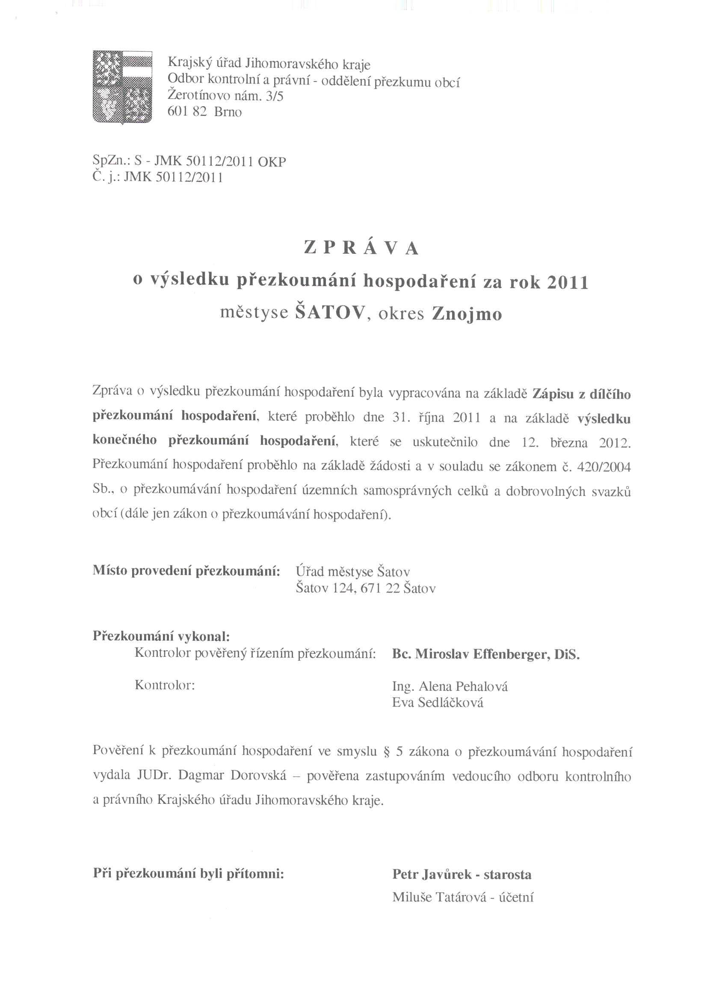 Krajský úřad Jihomoravského kraje
Odbor kontrolní a právní - oddělení přezkumu obcí
Žerotínovo nám. 3/5
601 82 Brno
SpZn.: S - JMK 50112/2011 OKP
Č. j.: JMK 50112/2011
Z P R Á V A
o výsledku přezkoumání hospodaření za rok 2011
městyse ŠATOV, okres Znojmo
Zpráva o výsledku přezkoumání hospodaření byla vypracována na základě Zápisu z dílčího
přezkoumání hospodaření, které proběhlo dne 31. října 2011 a na základě výsledku
konečného přezkoumání hospodaření, které se uskutečnilo dne 12. března 2012.
Přezkoumání hospodaření proběhlo na základě žádosti a v souladu se zákonem č. 420/2004
Sb., o přezkoumávání hospodaření územních samosprávných celků a dobrovolných svazků
obcí (dále jen zákon o přezkoumávání hospodaření).
Místo provedení přezkoumání: Úřad městyse Šatov
Šatov 124, 671 22 Šatov
Přezkoumání vykonal:
Kontrolor pověřený řízením přezkoumání: Bc. Miroslav Effenberger, DiS.
Kontrolor: Ing. Alena Pehalová
Eva Sedláčková
Pověření k přezkoumání hospodaření ve smyslu § 5 zákona o přezkoumávání hospodaření
vydala JUDr. Dagmar Dorovská – pověřena zastupováním vedoucího odboru kontrolního
a právního Krajského úřadu Jihomoravského kraje.
Při přezkoumání byli přítomni: Petr Javůrek - starosta
Miluše Tatárová - účetní